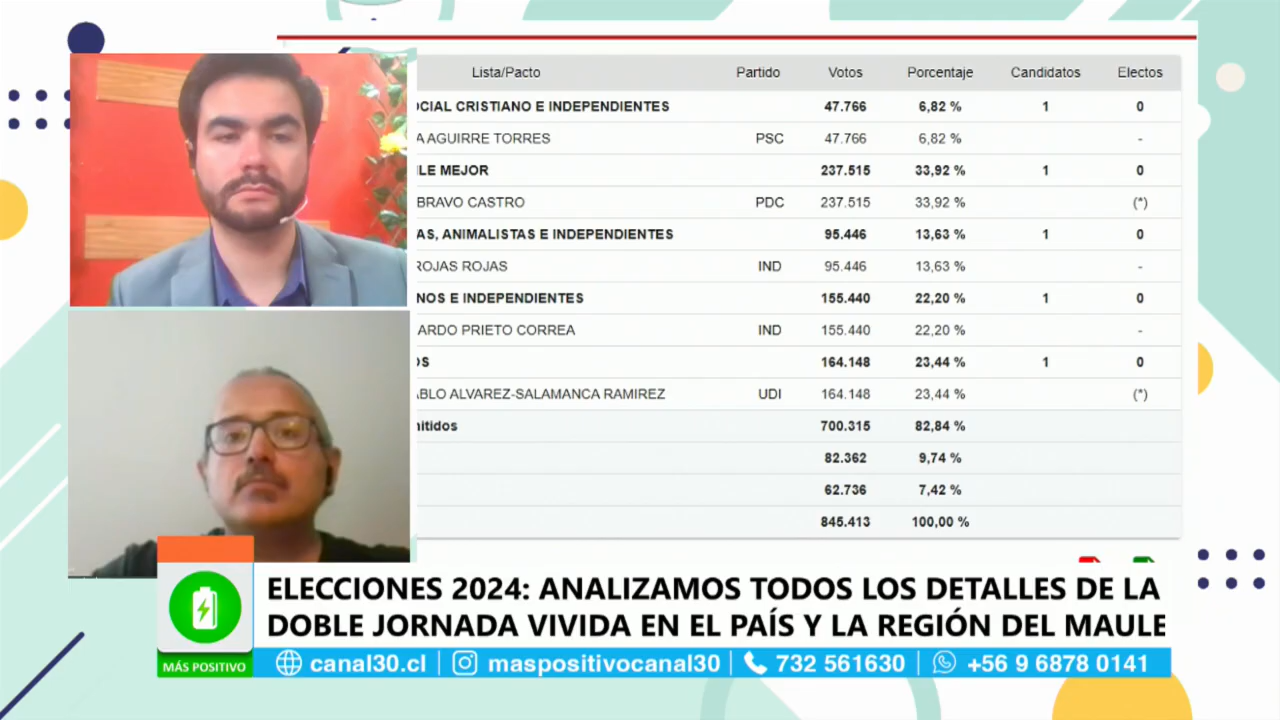 Lista/Pacto Partido Votos Porcentaje Candidatos Electos
CIAL CRISTIANO E INDEPENDIENTES 47.766 6,82 % 1 0
A AGUIRRE TORRES PSC 47.766 6,82 % -
LE MEJOR 237.515 33,92 % 1 0
BRAVO CASTRO PDC 237.515 33,92 % (*)
AS, ANIMALISTAS E INDEPENDIENTES 95.446 13,63 % 1 0
ROJAS ROJAS IND 95.446 13,63 % -
NOS E INDEPENDIENTES 155.440 22,20 % 1 0
ARDO PRIETO CORREA IND 155.440 22,20 % -
OS 164.148 23,44 % 1 0
ABLO ALVAREZ-SALAMANCA RAMIREZ UDI 164.148 23,44 % (*)
itidos 700.315 82,84 %
82.362 9,74 %
62.736 7,42 %
845.413 100,00 %
ELECCIONES 2024: ANALIZAMOS TODOS LOS DETALLES DE LA
DOBLE JORNADA VIVIDA EN EL PAÍS Y LA REGIÓN DEL MAULE
MÁS POSITIVO
canal30.cl | maspositivocanal30 | 732 561630 | +56 9 6878 0141